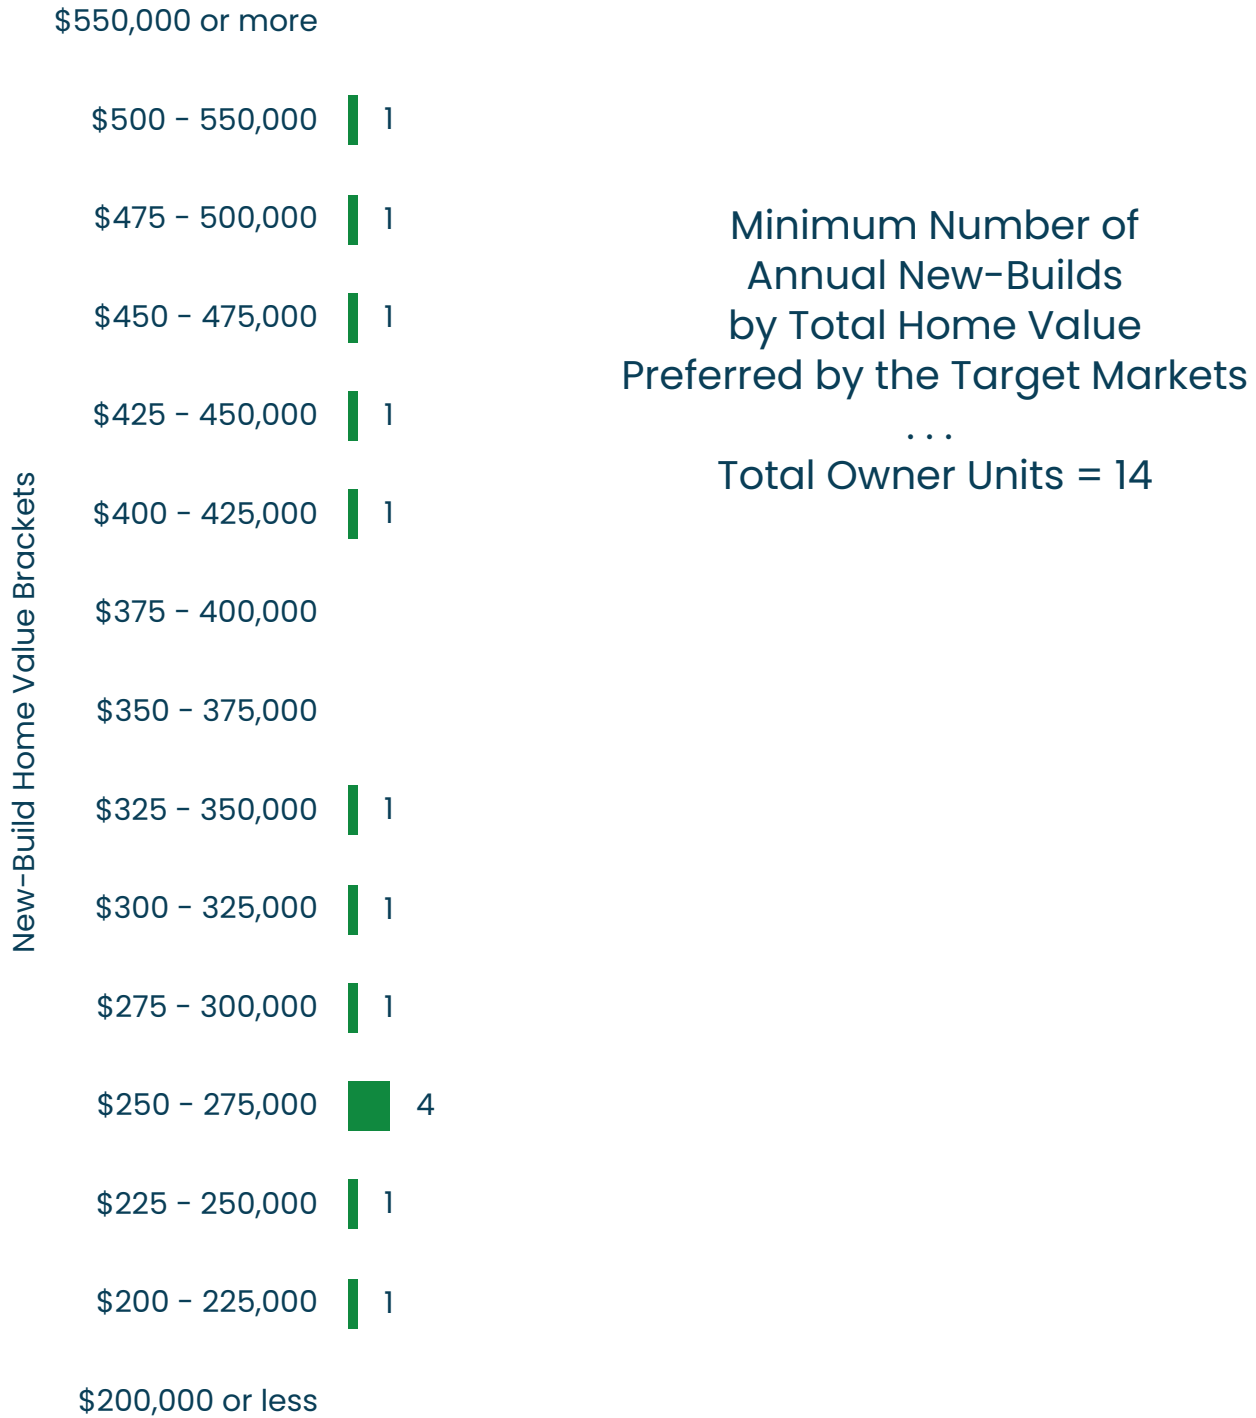 $550,000 or more
$500 - 550,000 1
$475 - 500,000 1
$450 - 475,000 1
$425 - 450,000 1
$400 - 425,000 1
$375 - 400,000
$350 - 375,000
$325 - 350,000 1
$300 - 325,000 1
$275 - 300,000 1
$250 - 275,000 4
$225 - 250,000 1
$200 - 225,000 1
$200,000 or less
New-Build Home Value Brackets
Minimum Number of
Annual New-Builds
by Total Home Value
Preferred by the Target Markets
. . .
Total Owner Units = 14